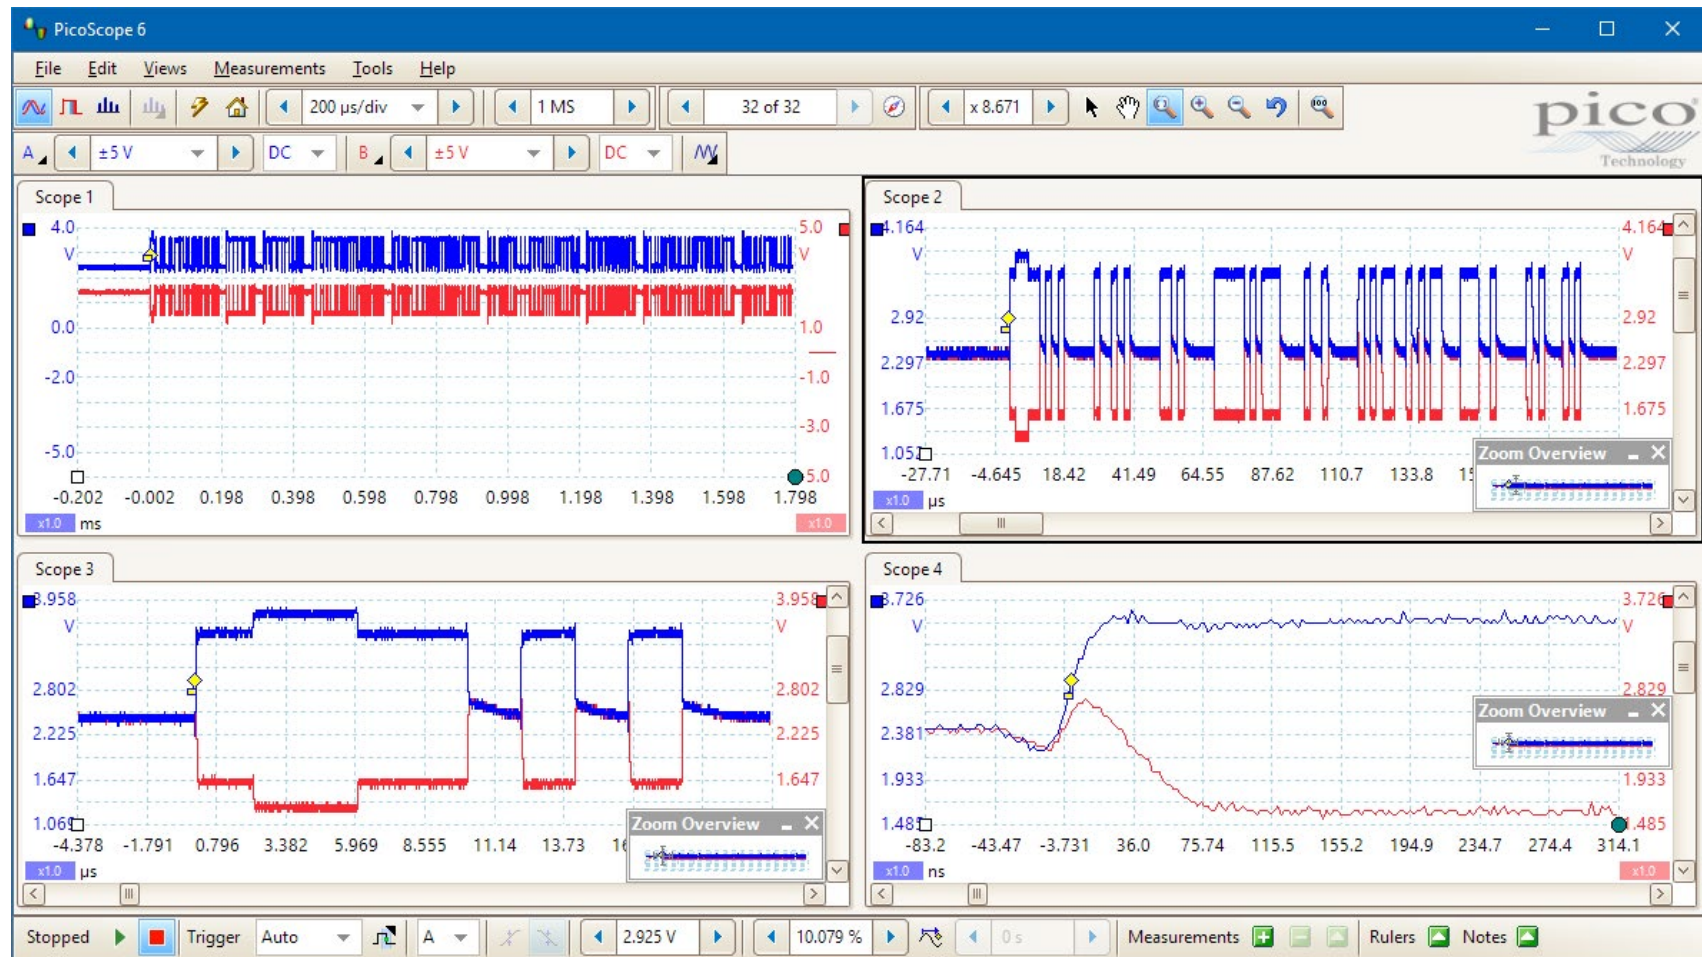 PicoScope 6
File Edit Views Measurements Tools Help
200 µs/div 1 MS 32 of 32 x 8.671
pico
Technology
A ±5 V DC B ±5 V DC
Scope 1
4.0 5.0
V V
0.0 1.0
-2.0 -1.0
-3.0
-5.0
5.0
-0.202 -0.002 0.198 0.398 0.598 0.798 0.998 1.198 1.398 1.598 1.798
x1.0 ms x1.0
Scope 2
4.164 4.164
V V
2.92 2.92
2.297 2.297
1.675 1.675
1.052
Zoom Overview
-27.71 -4.645 18.42 41.49 64.55 87.62 110.7 133.8 15
x1.0 µs
Scope 3
3.958 3.958
V V
2.802 2.802
2.225 2.225
1.647 1.647
1.069
Zoom Overview
-4.378 -1.791 0.796 3.382 5.969 8.555 11.14 13.73 16
x1.0 µs
Scope 4
3.726 3.726
V V
2.829 2.829
Zoom Overview
2.381
1.933 1.933
1.485 1.485
-83.2 -43.47 -3.731 36.0 75.74 115.5 155.2 194.9 234.7 274.4 314.1
x1.0 ns x1.0
Stopped Trigger Auto A 2.925 V 10.079 % 0 s Measurements Rulers Notes